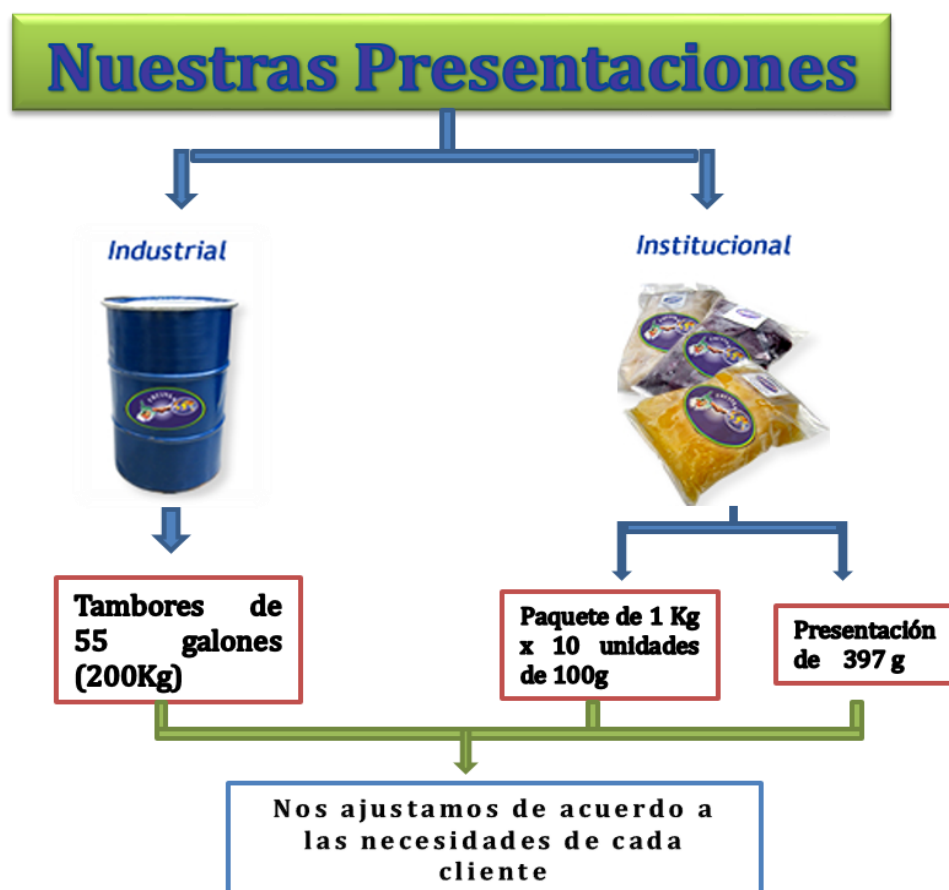 Nuestras Presentaciones
Industrial
Institucional
Tambores de
55 galones
(200Kg)
Paquete de 1 Kg
x 10 unidades
de 100g
Presentación
de 397 g
Nos ajustamos de acuerdo a
las necesidades de cada
cliente